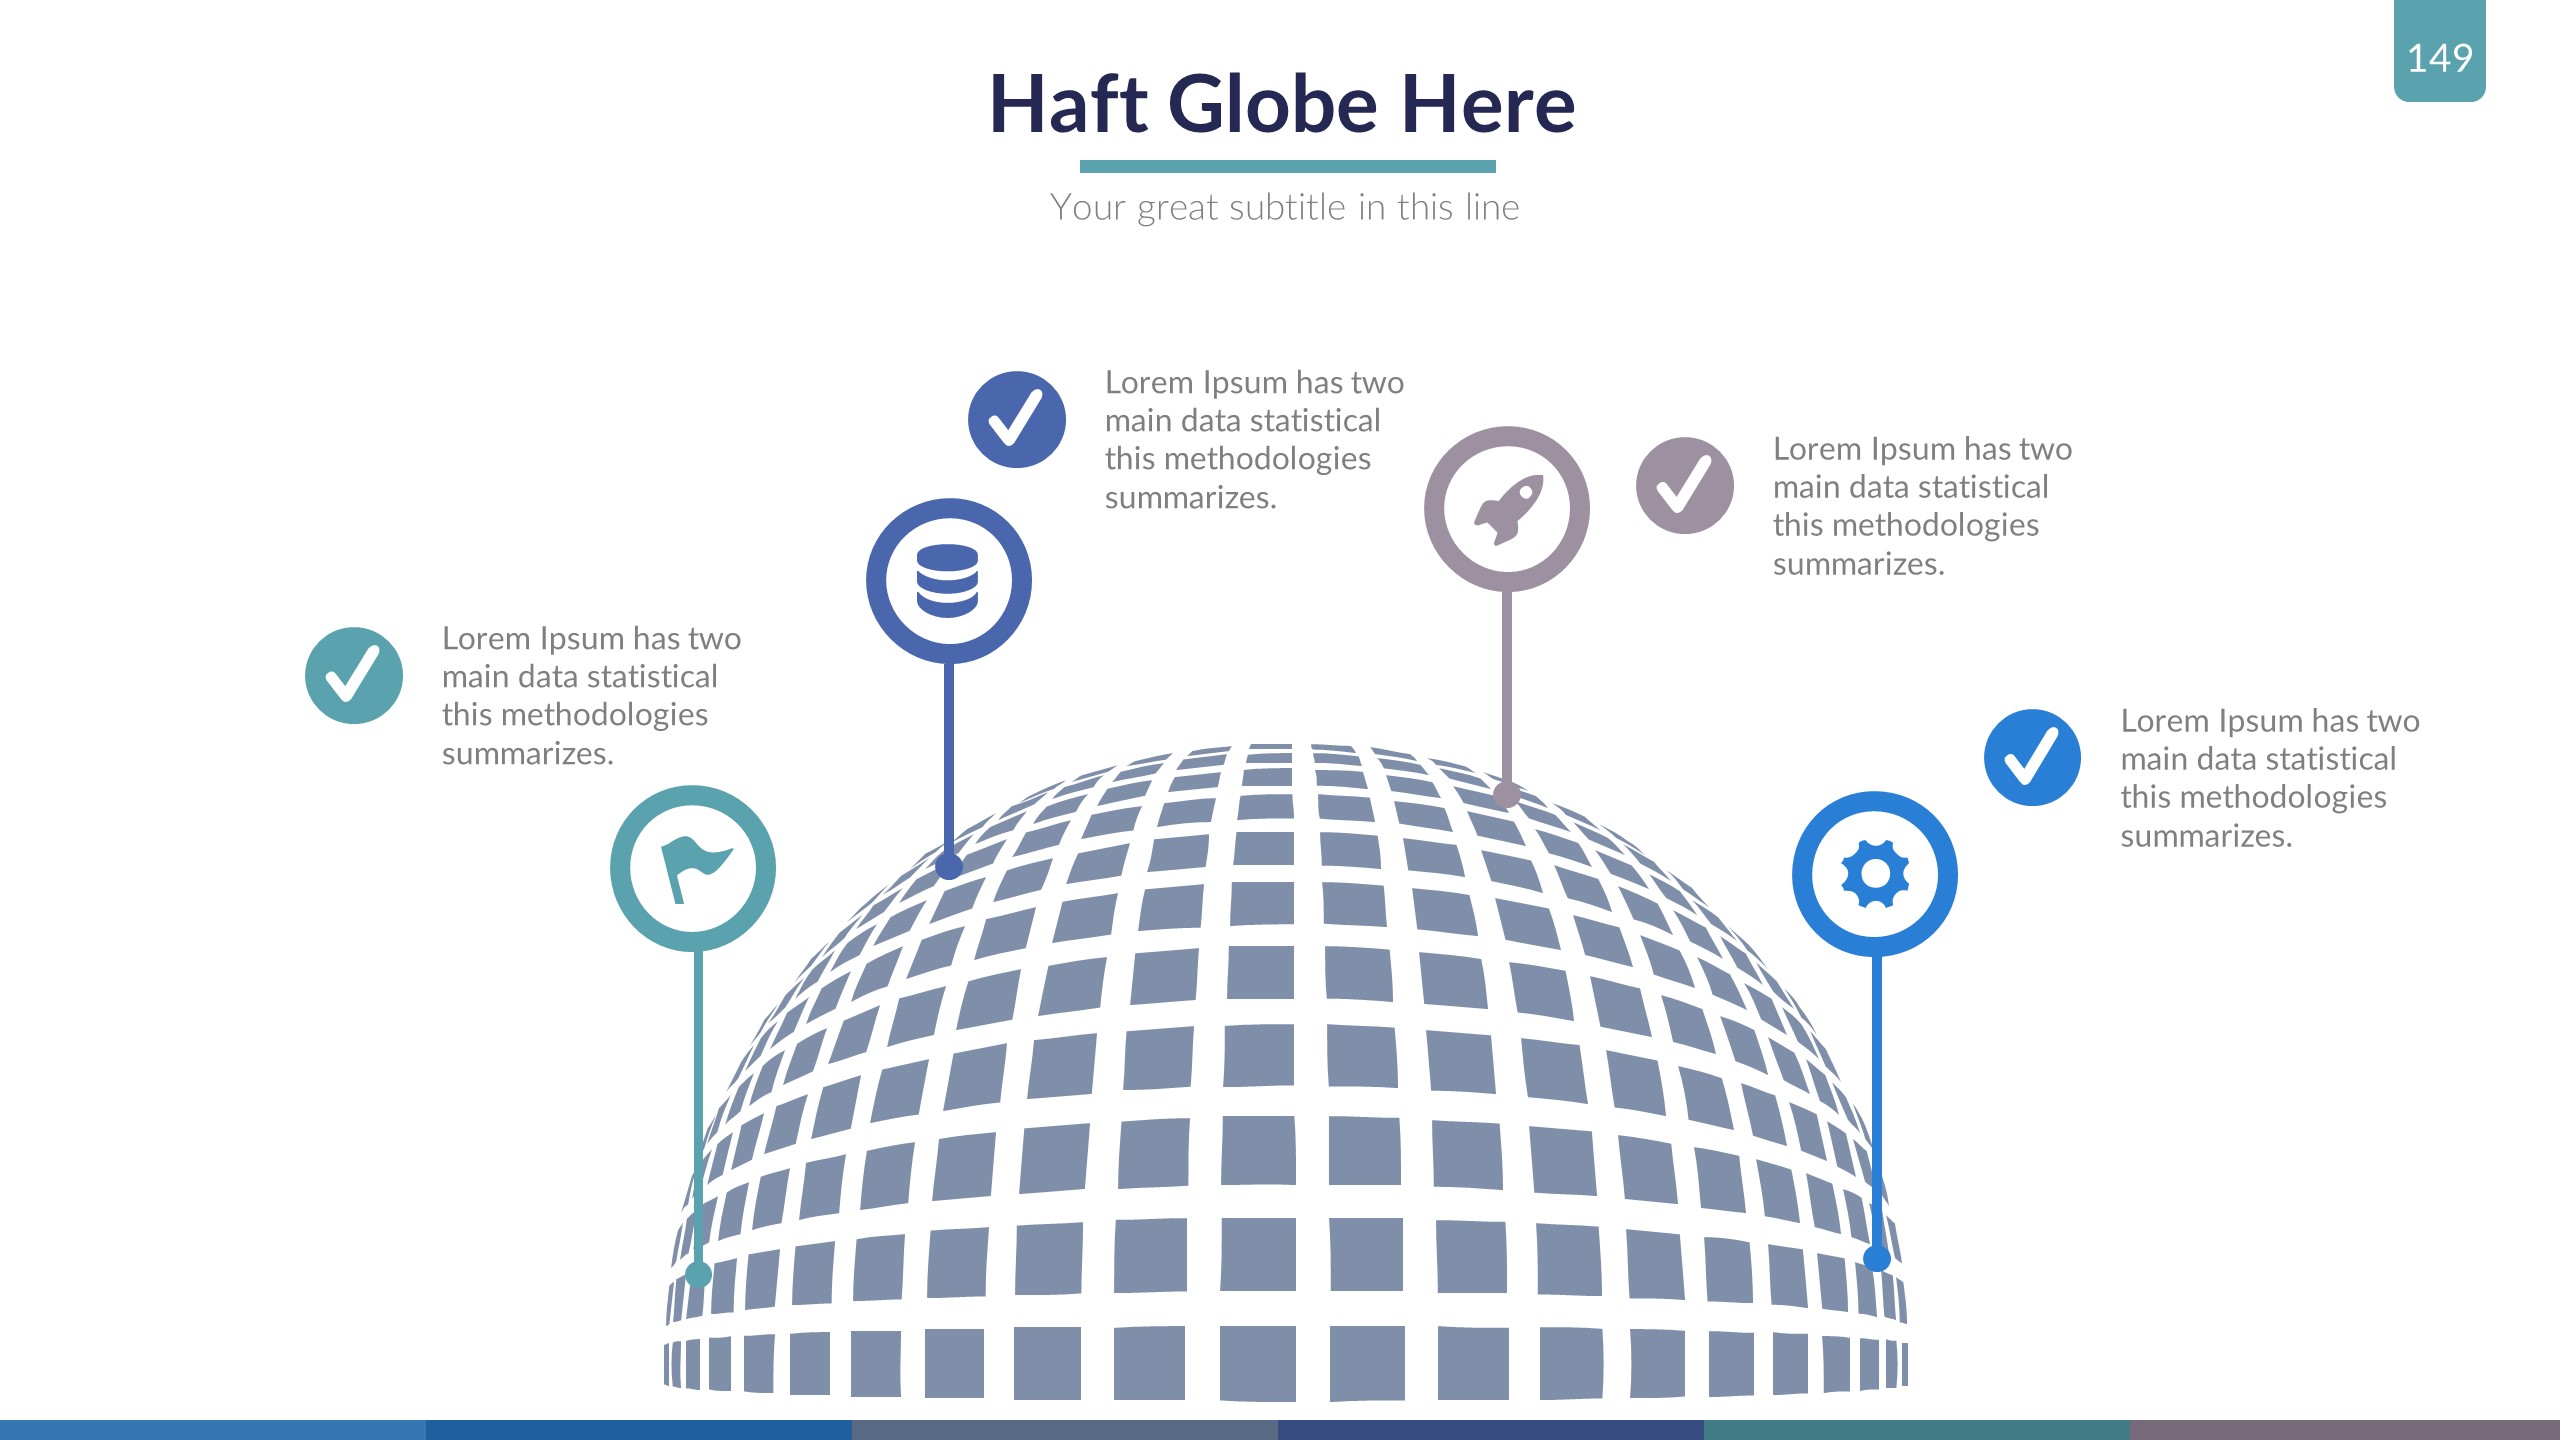 149
Haft Globe Here
Your great subtitle in this line
Lorem Ipsum has two
main data statistical
this methodologies
summarizes.
Lorem Ipsum has two
main data statistical
this methodologies
summarizes.
Lorem Ipsum has two
main data statistical
this methodologies
summarizes.
Lorem Ipsum has two
main data statistical
this methodologies
summarizes.